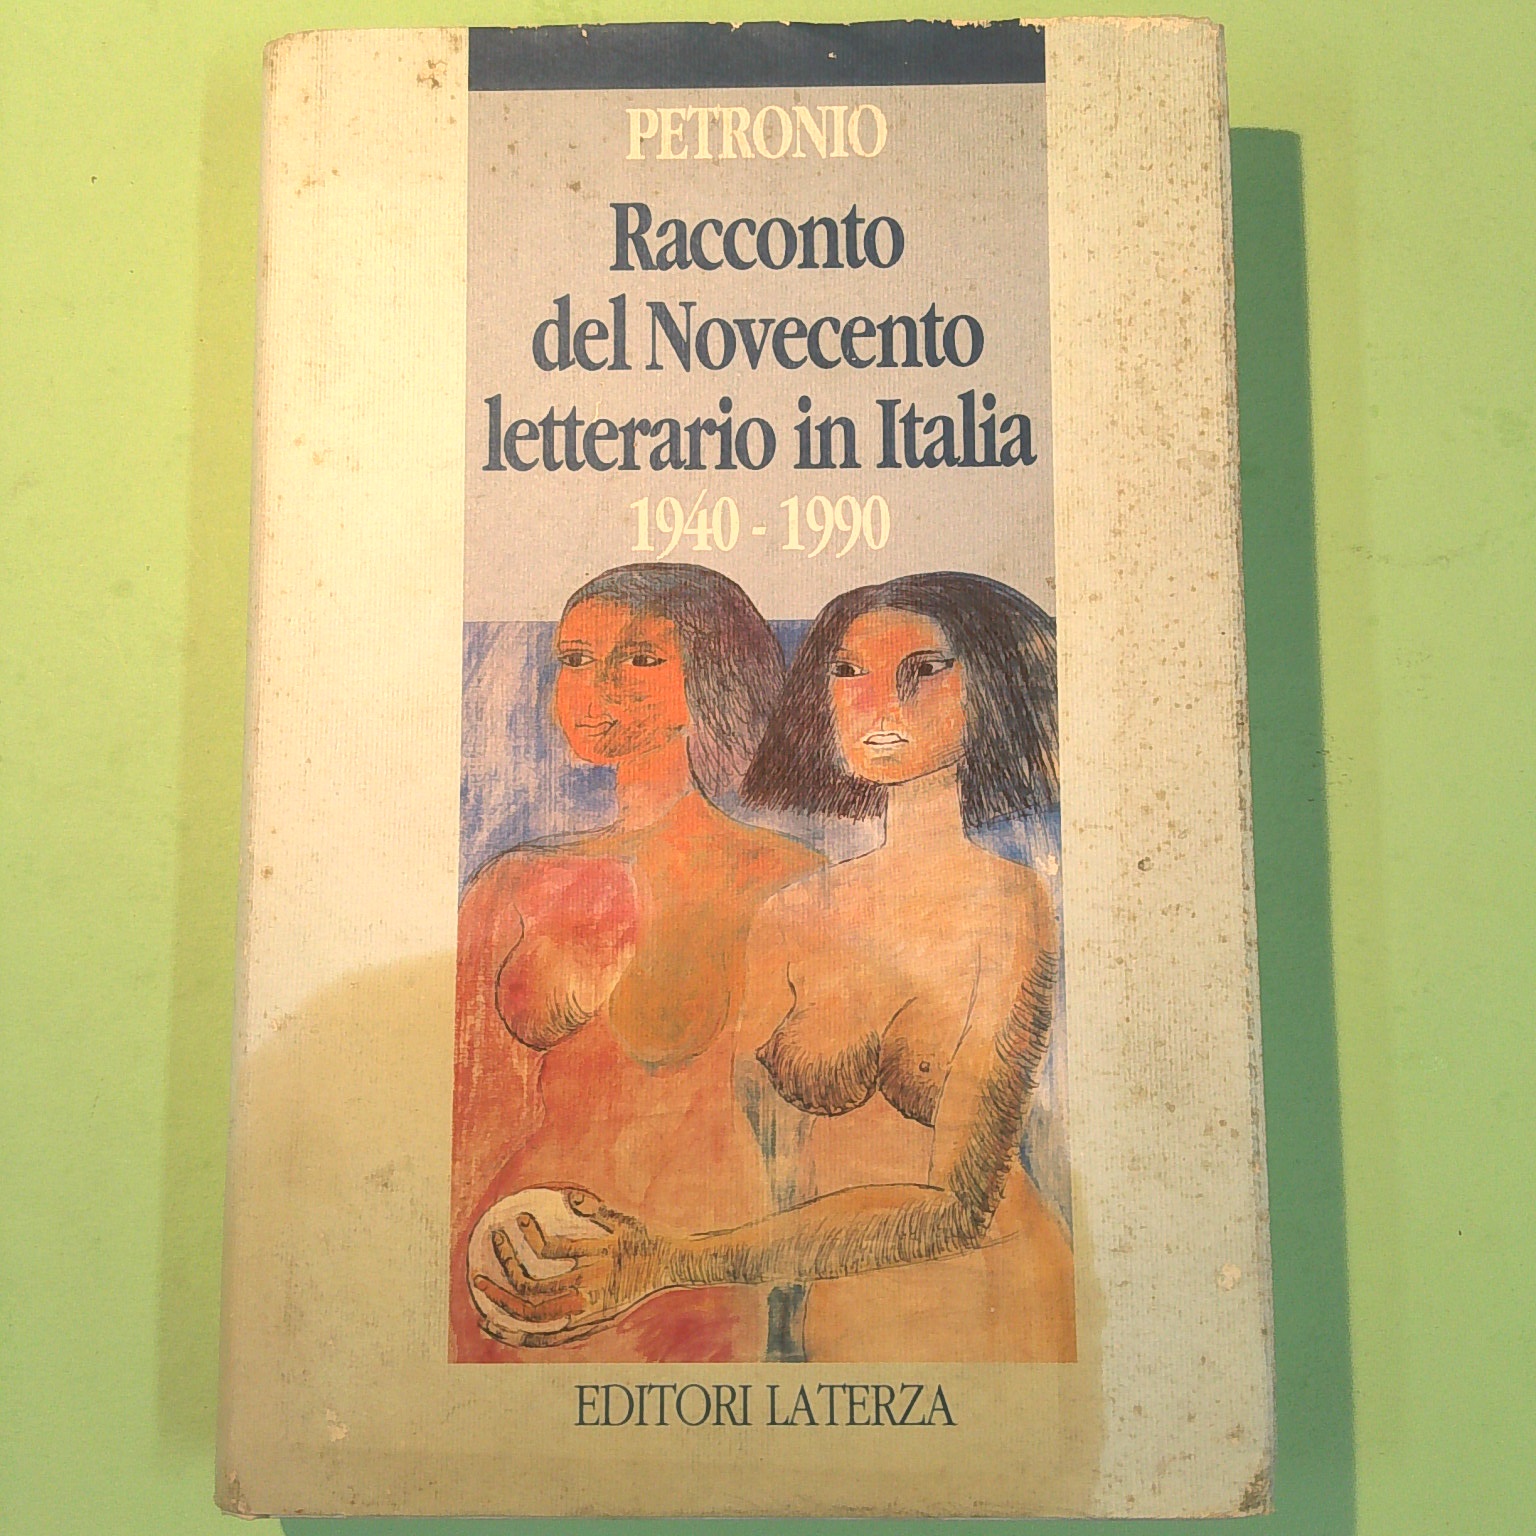 PETRONIO
Racconto
del Novecento
letterario in Italia
1940 - 1990
EDITORI LATERZA